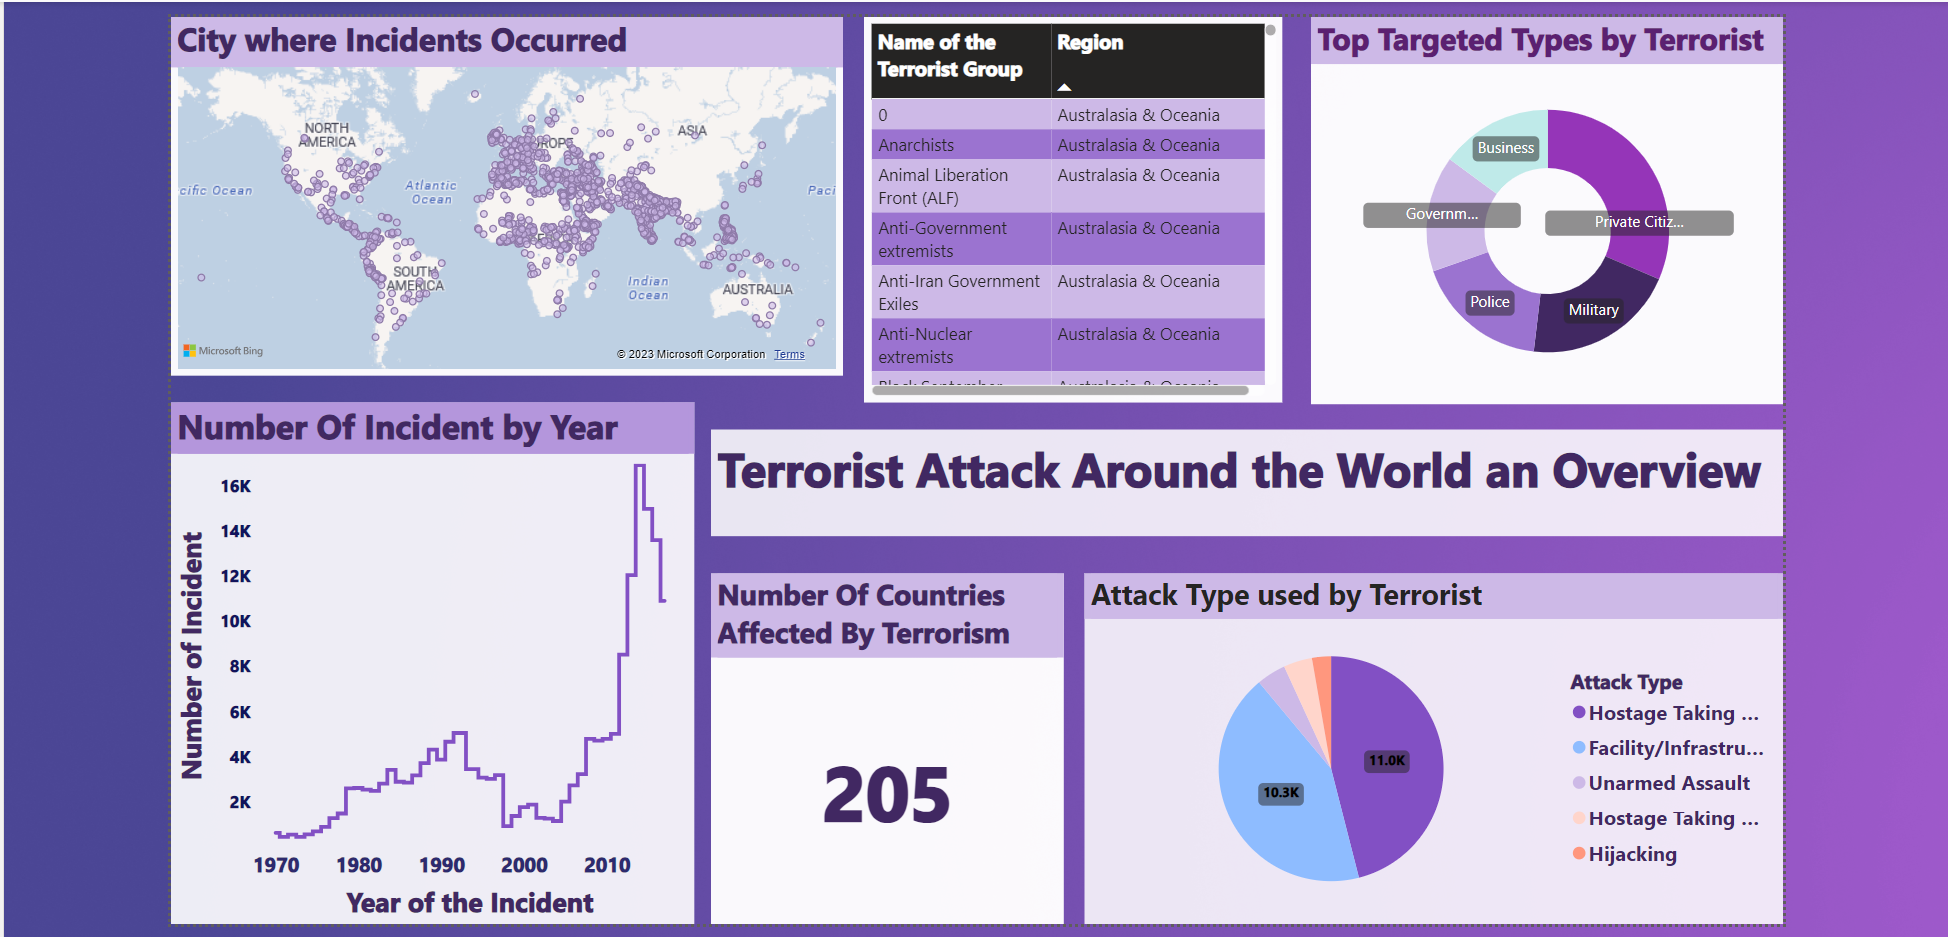 City where Incidents Occurred
NORTH
AMERICA
ASIA
Atlantic
Ocean
cific Ocean
Paci
SOUTH
AMERICA
Indian
Ocean
AUSTRALIA
Microsoft Bing
© 2023 Microsoft Corporation Terms
Name of the
Terrorist Group
Region
0
Australasia & Oceania
Anarchists
Australasia & Oceania
Animal Liberation
Front (ALF)
Australasia & Oceania
Anti-Government
extremists
Australasia & Oceania
Anti-Iran Government
Exiles
Australasia & Oceania
Anti-Nuclear
extremists
Australasia & Oceania
Black September
Australasia & Oceania
Top Targeted Types by Terrorist
Business
Governm...
Private Citiz...
Police
Military
Number Of Incident by Year
Number of Incident
16K
14K
12K
10K
8K
6K
4K
2K
1970 1980 1990 2000 2010
Year of the Incident
Terrorist Attack Around the World an Overview
Number Of Countries
Affected By Terrorism
205
Attack Type used by Terrorist
11.0K
10.3K
Attack Type
Hostage Taking ...
Facility/Infrastru...
Unarmed Assault
Hostage Taking ...
Hijacking